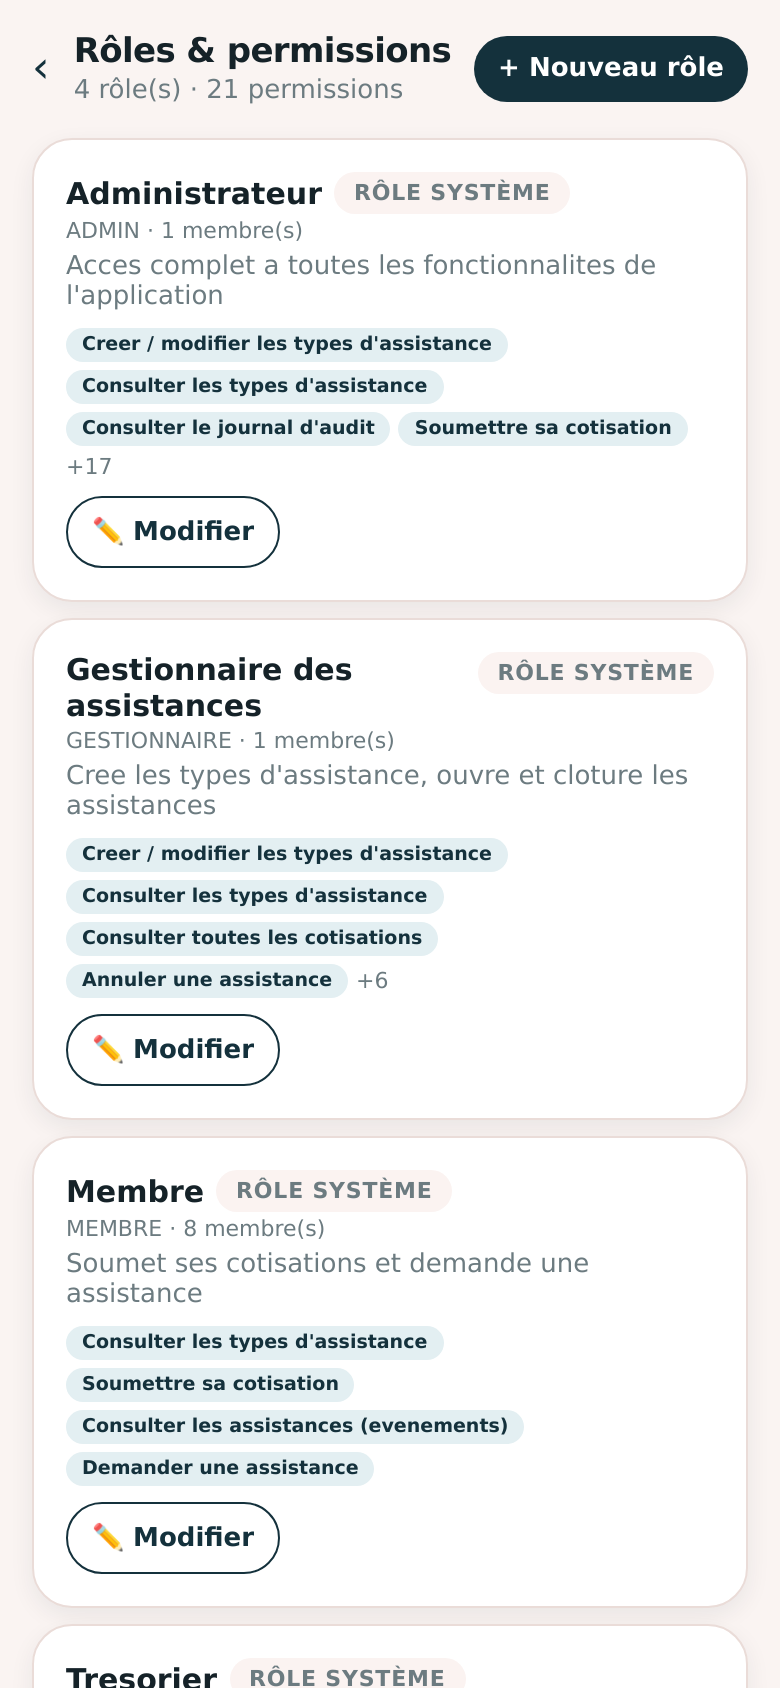 ‹ Rôles & permissions
4 rôle(s) · 21 permissions
+ Nouveau rôle
Administrateur RÔLE SYSTÈME
ADMIN · 1 membre(s)
Acces complet a toutes les fonctionnalites de
l'application
Creer / modifier les types d'assistance
Consulter les types d'assistance
Consulter le journal d'audit Soumettre sa cotisation
+17
✏️ Modifier
Gestionnaire des
assistances
RÔLE SYSTÈME
GESTIONNAIRE · 1 membre(s)
Cree les types d'assistance, ouvre et cloture les
assistances
Creer / modifier les types d'assistance
Consulter les types d'assistance
Consulter toutes les cotisations
Annuler une assistance +6
✏️ Modifier
Membre RÔLE SYSTÈME
MEMBRE · 8 membre(s)
Soumet ses cotisations et demande une
assistance
Consulter les types d'assistance
Soumettre sa cotisation
Consulter les assistances (evenements)
Demander une assistance
✏️ Modifier
Tresorier RÔLE SYSTÈME